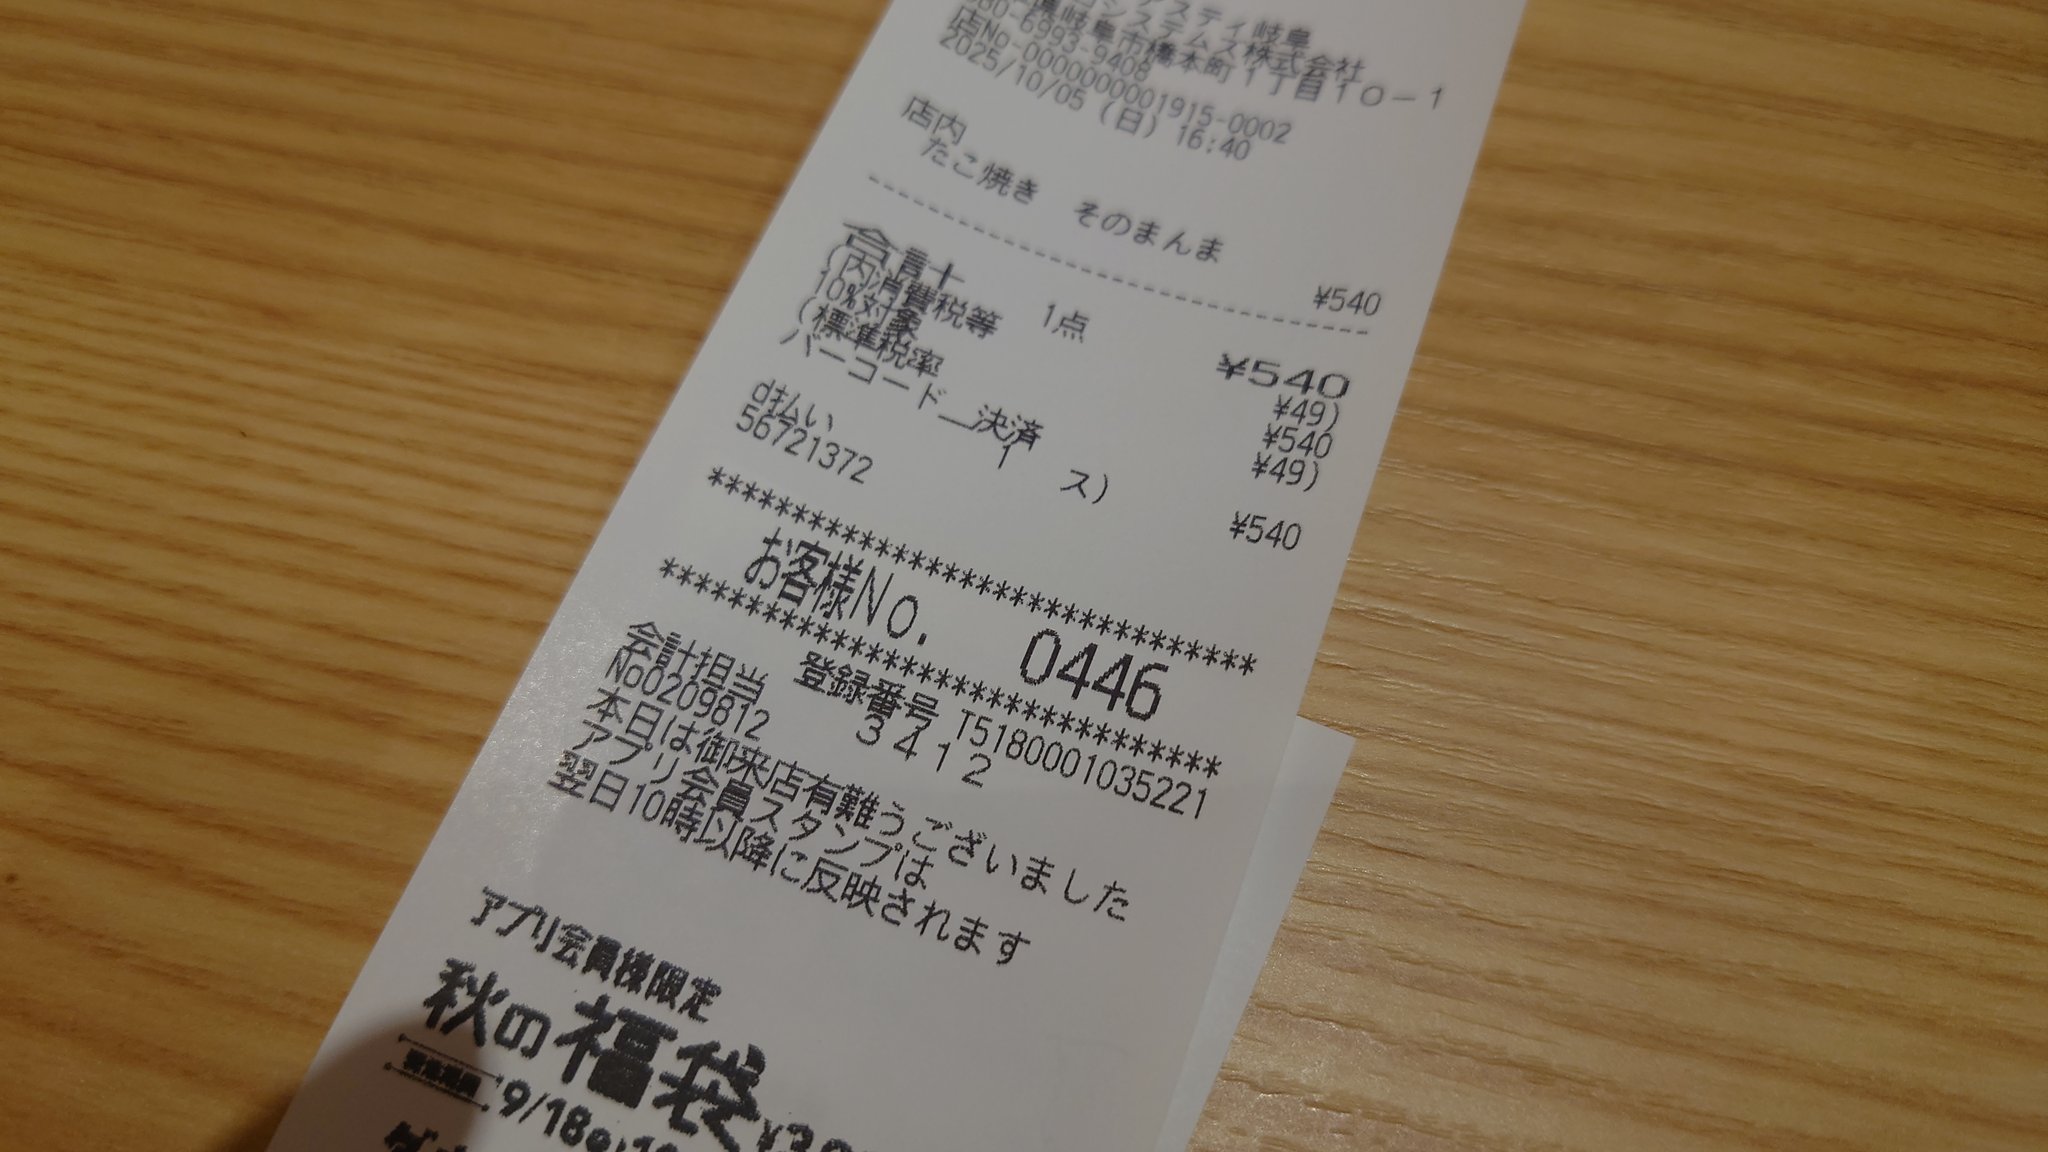 スティ岐阜
システムズ株式会社
岐阜市橋本町1丁目10-1
080-6993-9408
店No-000000001915-0002
2025/10/05 (日) 16:40
店内
たこ焼き そのまんま ¥540
合計 1点 ¥540
(内消費税等 ¥49)
10%対象 ¥540
(標準税率 ¥49)
バーコード_決済 ¥540
1 ス)
d払い
56721372
*********************************
お客様No. 0446
*********************************
登録番号 T5180001035221
会計担当 3412
No0209812
本日は御来店有難うございました
アプリ会員スタンプは
翌日10時以降に反映されます
アプリ会員様限定
秋の福袋
9/18